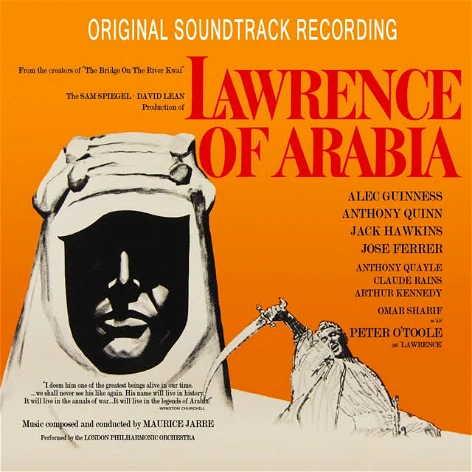 ORIGINAL SOUNDTRACK RECORDING
From the creators of "The Bridge On The River Kwai"
The SAM SPIEGEL · DAVID LEAN
Production of
LAWRENCE
OF ARABIA
ALEC GUINNESS
ANTHONY QUINN
JACK HAWKINS
JOSE FERRER
ANTHONY QUAYLE
CLAUDE RAINS
ARTHUR KENNEDY
OMAR SHARIF
PETER O'TOOLE
as 'LAWRENCE'
"I deem him one of the greatest beings alive in our time.
...we shall never see his like again. His name will live in history.
It will live in the annals of war...It will live in the legends of Arabia"
-WINSTON CHURCHILL
Music composed and conducted by MAURICE JARRE
Performed by the LONDON PHILHARMONIC ORCHESTRA